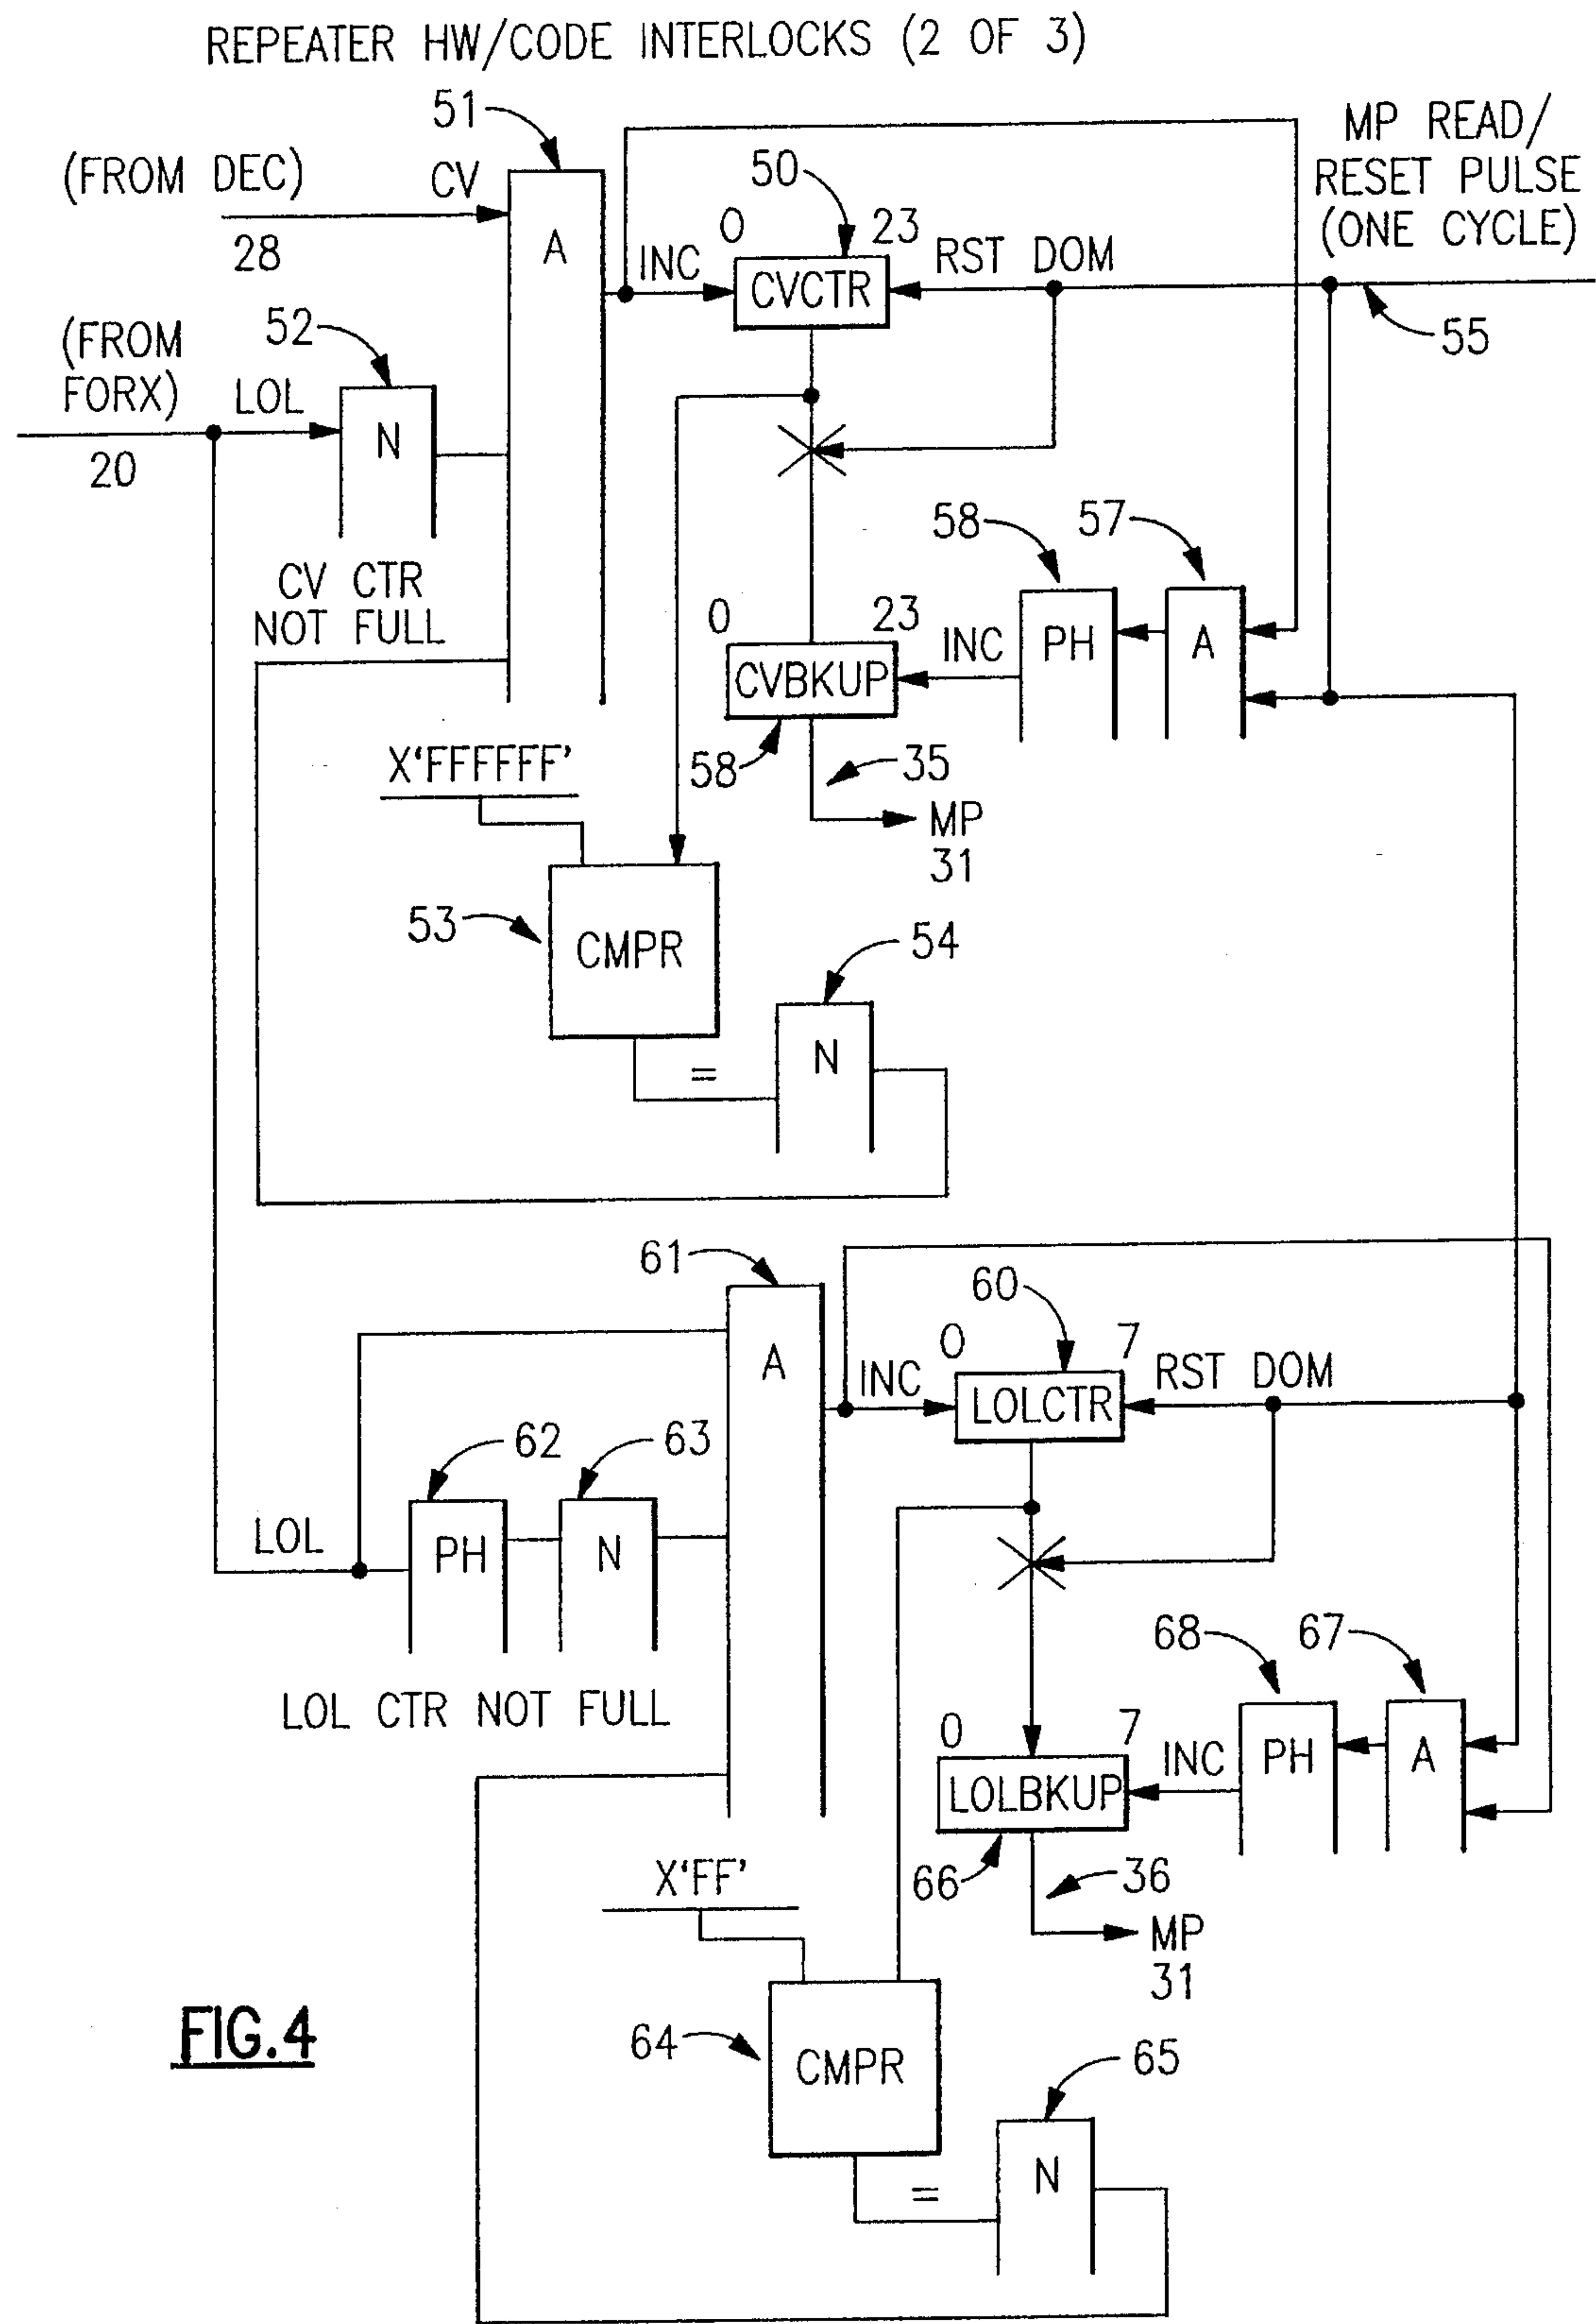 REPEATER HW/CODE INTERLOCKS (2 OF 3)
51
MP READ/
RESET PULSE
(ONE CYCLE)
(FROM DEC)
CV
50
28
A
0
23
INC
CVCTR
RST DOM
55
(FROM
FORX)
52
LOL
N
20
58
57
CV CTR
NOT FULL
0
23
CVBKUP
INC
PH
A
X'FFFFFF'
58
35
MP
31
53
CMPR
54
N
=
61
60
A
0
7
INC
LOLCTR
RST DOM
62
63
LOL
PH
N
68
67
LOL CTR NOT FULL
0
7
LOLBKUP
INC
PH
A
X'FF'
66
36
MP
31
FIG.4
64
CMPR
65
N
=